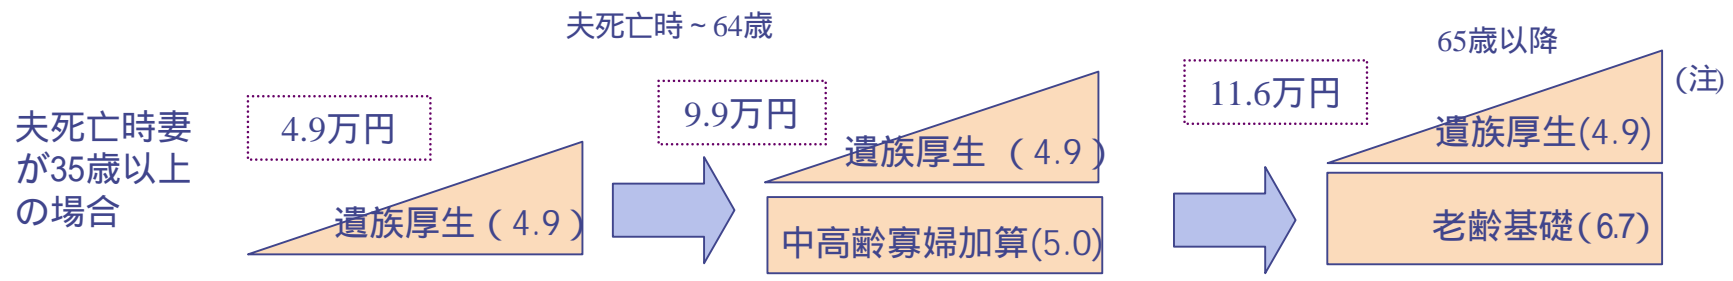 夫死亡時～64歳
65歳以降
夫死亡時妻
が35歳以上
の場合
4.9万円
遺族厚生（4.9）
9.9万円
遺族厚生（4.9）
中高齢寡婦加算(5.0)
11.6万円
遺族厚生(4.9)
老齢基礎(6.7)
(注)